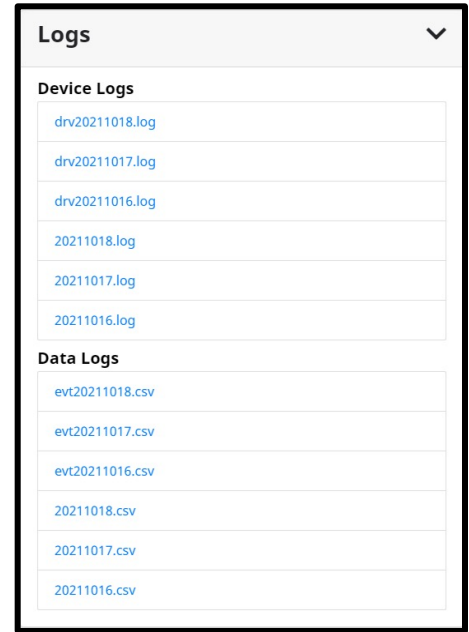 Logs
Device Logs
drv20211018.log
drv20211017.log
drv20211016.log
20211018.log
20211017.log
20211016.log
Data Logs
evt20211018.csv
evt20211017.csv
evt20211016.csv
20211018.csv
20211017.csv
20211016.csv